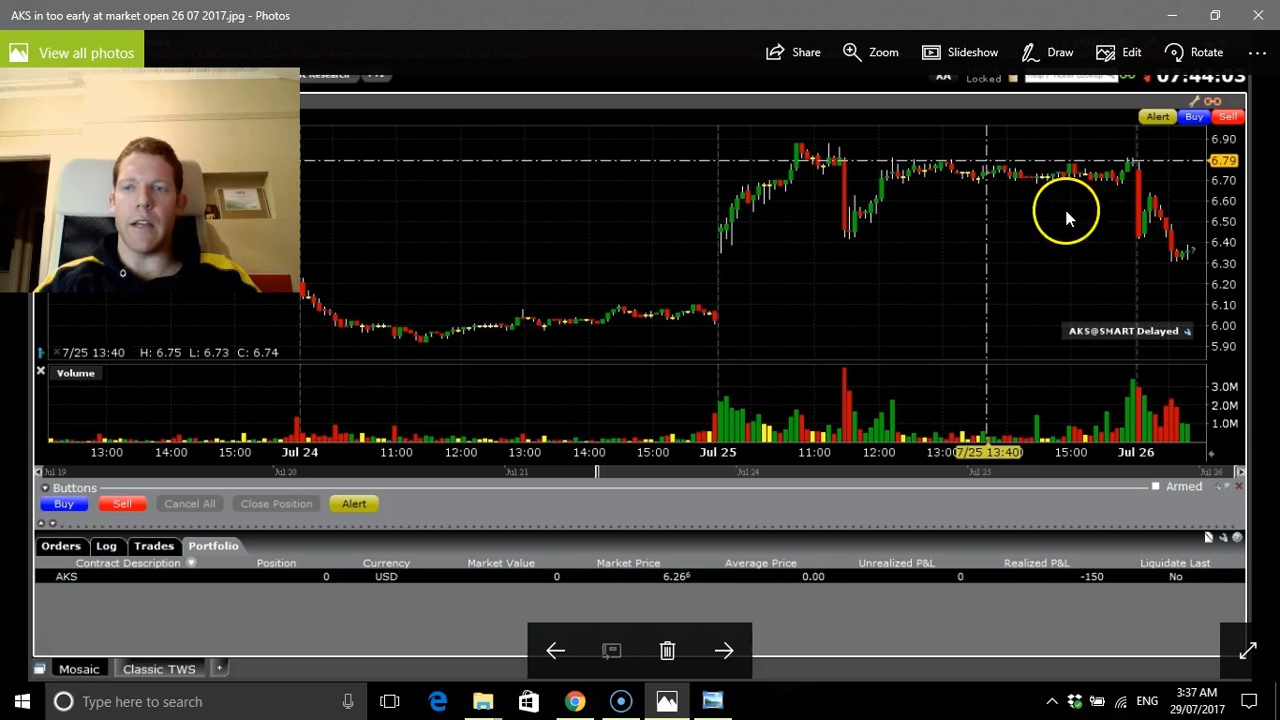 AKS in too early at market open 26 07 2017.jpg - Photos
View all photos
Share
Zoom
Slideshow
Draw
Edit
Rotate
Research
AA
Locked
07:44:03
Alert
Buy
Sell
6.90
6.79
6.70
6.60
6.50
6.40
6.30
6.20
6.10
6.00
5.90
?
AKS@SMART Delayed
7/25 13:40 H: 6.75 L: 6.73 C: 6.74
Volume
3.0M
2.0M
1.0M
13:00 14:00 15:00 Jul 24 11:00 12:00 13:00 14:00 15:00 Jul 25 11:00 12:00 13:00 7/25 13:40 15:00 Jul 26
Jul 19 Jul 20 Jul 21 Jul 24 Jul 25 Jul 26
Buttons
Armed
Buy Sell Cancel All Close Position Alert
Orders Log Trades Portfolio
Contract Description Position Currency Market Value Market Price Average Price Unrealized P&L Realized P&L Liquidate Last
AKS 0 USD 0 6.26⁶ 0.00 0 -150 No
Mosaic Classic TWS +
Type here to search
ENG
3:37 AM
29/07/2017